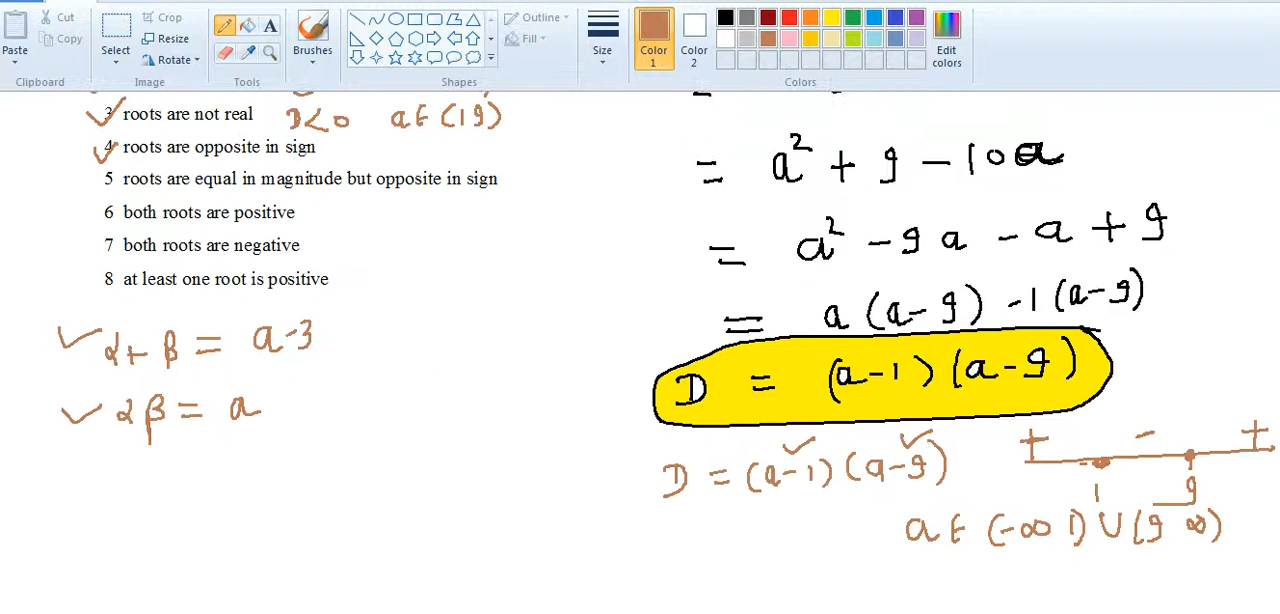 Paste
Cut
Copy
Clipboard
Select
Crop
Resize
Rotate
Image
A
Tools
Brushes
Outline
Fill
Shapes
Size
Color 1
Color 2
Edit colors
Colors
3 roots are not real D<0 a∈(1 9)
4 roots are opposite in sign
5 roots are equal in magnitude but opposite in sign
6 both roots are positive
7 both roots are negative
8 at least one root is positive
α+β = a-3
αβ = a
= a² + 9 - 10a
= a² - 9a - a + 9
= a(a-9) -1(a-9)
D = (a-1)(a-9)
D = (a-1)(a-9)
+ - +
1 9
a∈(-∞ 1)∪(9 ∞)